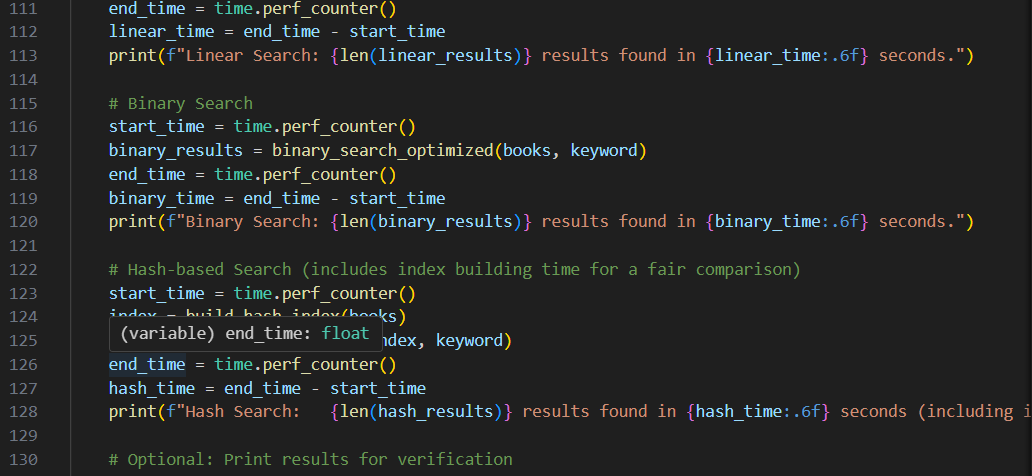 111 end_time = time.perf_counter()
112 linear_time = end_time - start_time
113 print(f"Linear Search: {len(linear_results)} results found in {linear_time:.6f} seconds.")
114
115 # Binary Search
116 start_time = time.perf_counter()
117 binary_results = binary_search_optimized(books, keyword)
118 end_time = time.perf_counter()
119 binary_time = end_time - start_time
120 print(f"Binary Search: {len(binary_results)} results found in {binary_time:.6f} seconds.")
121
122 # Hash-based Search (includes index building time for a fair comparison)
123 start_time = time.perf_counter()
124 index = build_hash_index(books)
(variable) end_time: float
125 ndex, keyword)
126 end_time = time.perf_counter()
127 hash_time = end_time - start_time
128 print(f"Hash Search:   {len(hash_results)} results found in {hash_time:.6f} seconds (including i
129
130 # Optional: Print results for verification